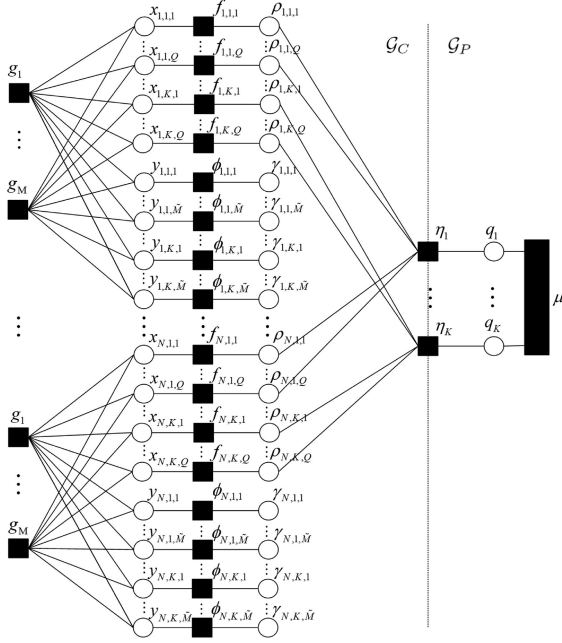 x_{1,1,1} f_{1,1,1} ρ_{1,1,1}
x_{1,1,Q} f_{1,1,Q} ρ_{1,1,Q}
𝒢_C 𝒢_P
g_1 x_{1,K,1} f_{1,K,1} ρ_{1,K,1}
x_{1,K,Q} f_{1,K,Q} ρ_{1,K,Q}
y_{1,1,1} ϕ_{1,1,1} γ_{1,1,1}
g_M y_{1,1,M̃} ϕ_{1,1,M̃} γ_{1,1,M̃}
y_{1,K,1} ϕ_{1,K,1} γ_{1,K,1} η_1 q_1
y_{1,K,M̃} ϕ_{1,K,M̃} γ_{1,K,M̃} μ
x_{N,1,1} f_{N,1,1} ρ_{N,1,1} η_K q_K
x_{N,1,Q} f_{N,1,Q} ρ_{N,1,Q}
g_1 x_{N,K,1} f_{N,K,1} ρ_{N,K,1}
x_{N,K,Q} f_{N,K,Q} ρ_{N,K,Q}
y_{N,1,1} ϕ_{N,1,1} γ_{N,1,1}
g_M y_{N,1,M̃} ϕ_{N,1,M̃} γ_{N,1,M̃}
y_{N,K,1} ϕ_{N,K,1} γ_{N,K,1}
y_{N,K,M̃} ϕ_{N,K,M̃} γ_{N,K,M̃}